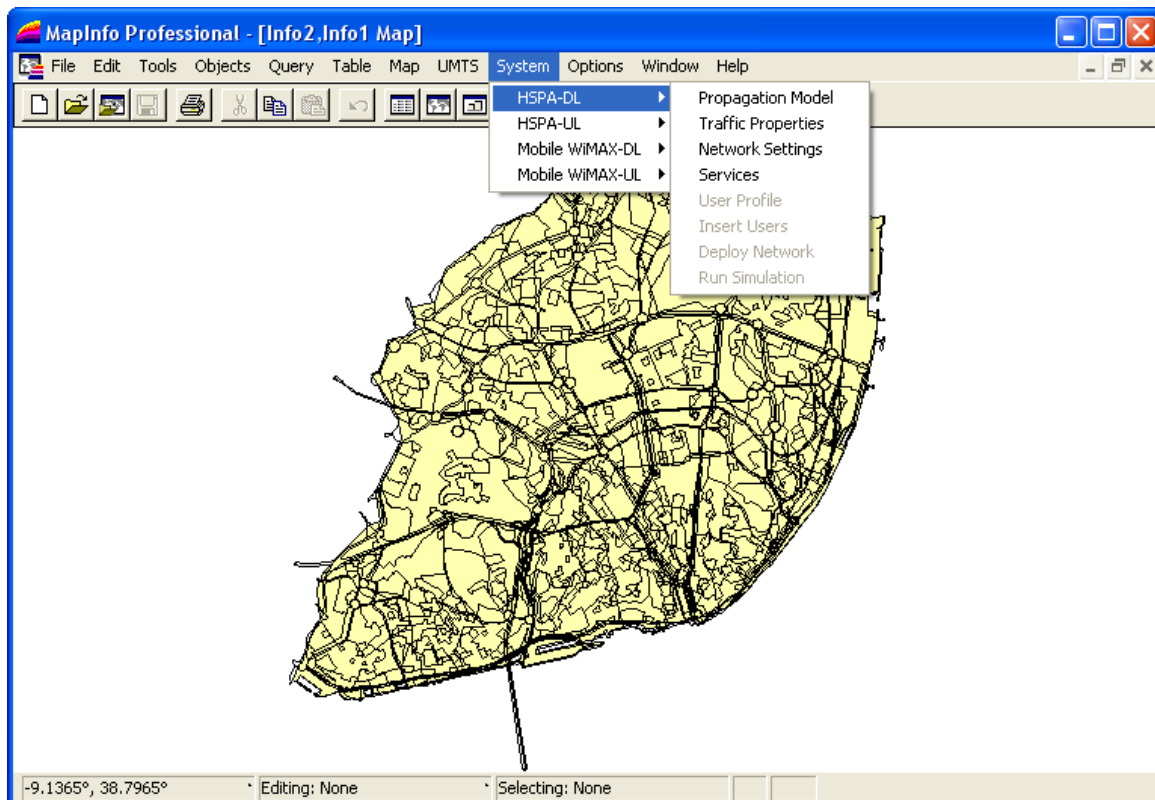 MapInfo Professional - [Info2,Info1 Map]
File Edit Tools Objects Query Table Map UMTS System Options Window Help
HSPA-DL
HSPA-UL
Mobile WiMAX-DL
Mobile WiMAX-UL
Propagation Model
Traffic Properties
Network Settings
Services
User Profile
Insert Users
Deploy Network
Run Simulation
-9.1365°, 38.7965° Editing: None Selecting: None